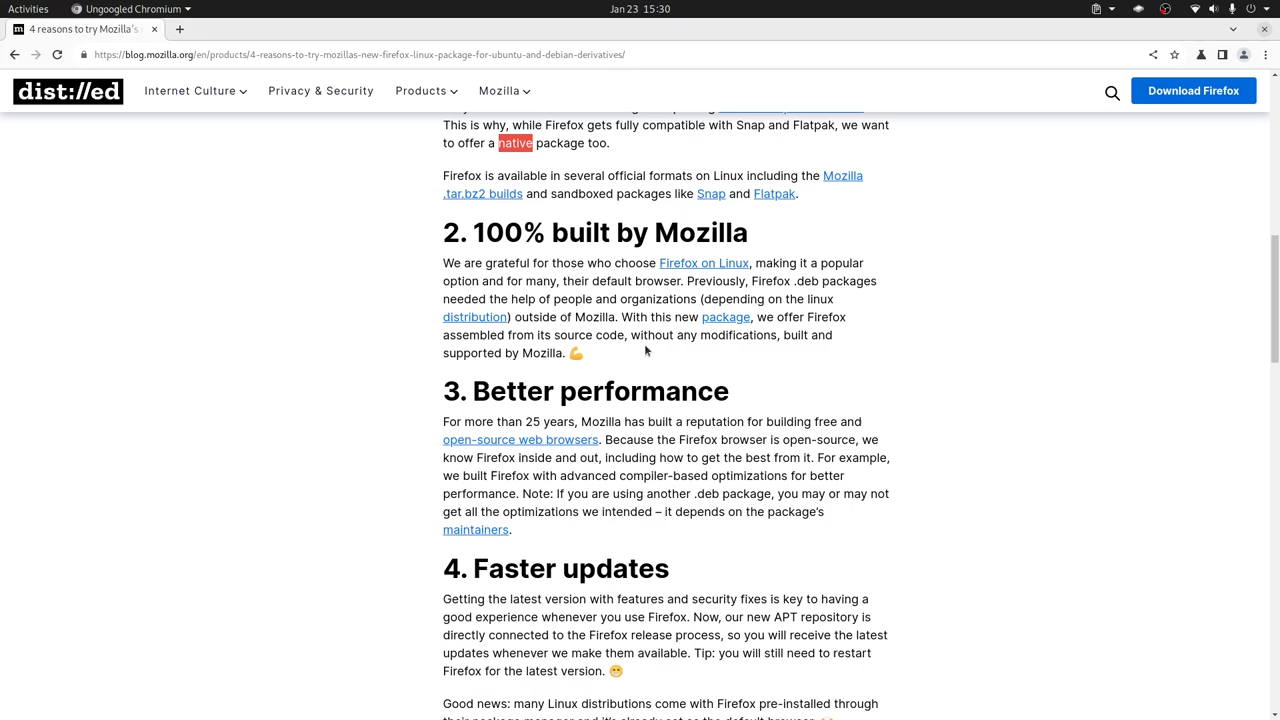 Activities
Ungoogled Chromium
Jan 23 15:30
4 reasons to try Mozilla's
https://blog.mozilla.org/en/products/4-reasons-to-try-mozillas-new-firefox-linux-package-for-ubuntu-and-debian-derivatives/
dist://ed
Internet Culture
Privacy & Security
Products
Mozilla
Download Firefox
This is why, while Firefox gets fully compatible with Snap and Flatpak, we want
to offer a native package too.
Firefox is available in several official formats on Linux including the Mozilla
.tar.bz2 builds and sandboxed packages like Snap and Flatpak.
2. 100% built by Mozilla
We are grateful for those who choose Firefox on Linux, making it a popular
option and for many, their default browser. Previously, Firefox .deb packages
needed the help of people and organizations (depending on the linux
distribution) outside of Mozilla. With this new package, we offer Firefox
assembled from its source code, without any modifications, built and
supported by Mozilla. 💪
3. Better performance
For more than 25 years, Mozilla has built a reputation for building free and
open-source web browsers. Because the Firefox browser is open-source, we
know Firefox inside and out, including how to get the best from it. For example,
we built Firefox with advanced compiler-based optimizations for better
performance. Note: If you are using another .deb package, you may or may not
get all the optimizations we intended – it depends on the package’s
maintainers.
4. Faster updates
Getting the latest version with features and security fixes is key to having a
good experience whenever you use Firefox. Now, our new APT repository is
directly connected to the Firefox release process, so you will receive the latest
updates whenever we make them available. Tip: you will still need to restart
Firefox for the latest version. 😁
Good news: many Linux distributions come with Firefox pre-installed through